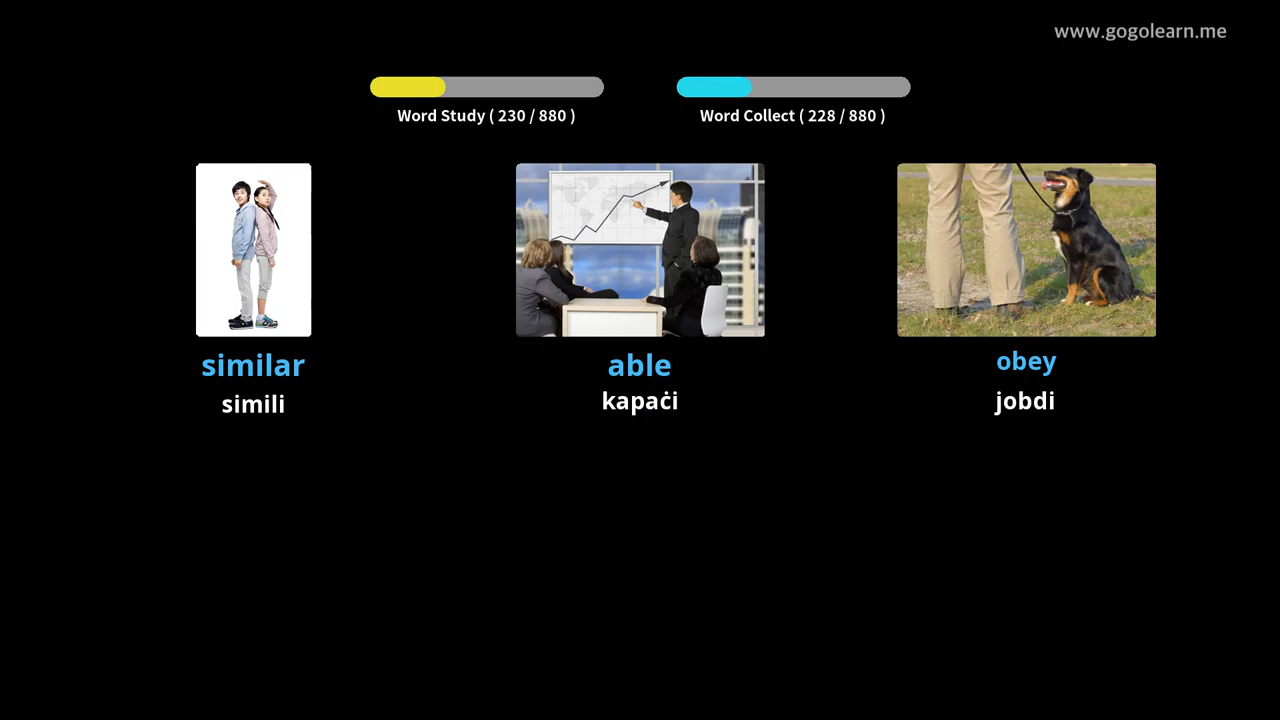 www.gogolearn.me
Word Study ( 230 / 880 )
Word Collect ( 228 / 880 )
similar
simili
able
kapaċi
obey
jobdi